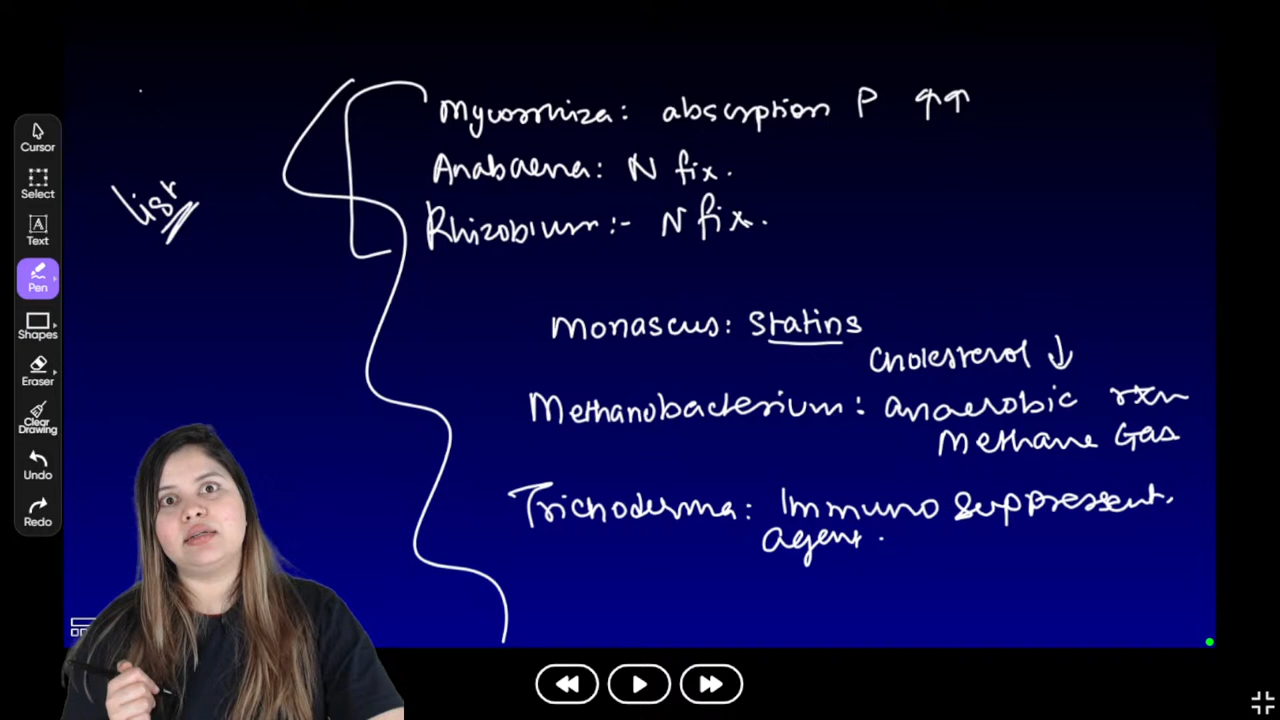 Cursor
Select
Text
Pen
Shapes
Eraser
Clear
Drawing
Undo
Redo
List
Mycorrhiza: absorption P ↑↑
Anabaena: N fix.
Rhizobium:- N fix.
Monascus: Statins
Cholesterol ↓
Methanobacterium: anaerobic rxn
Methane Gas
Trichoderma: Immuno Suppressent.
agent.